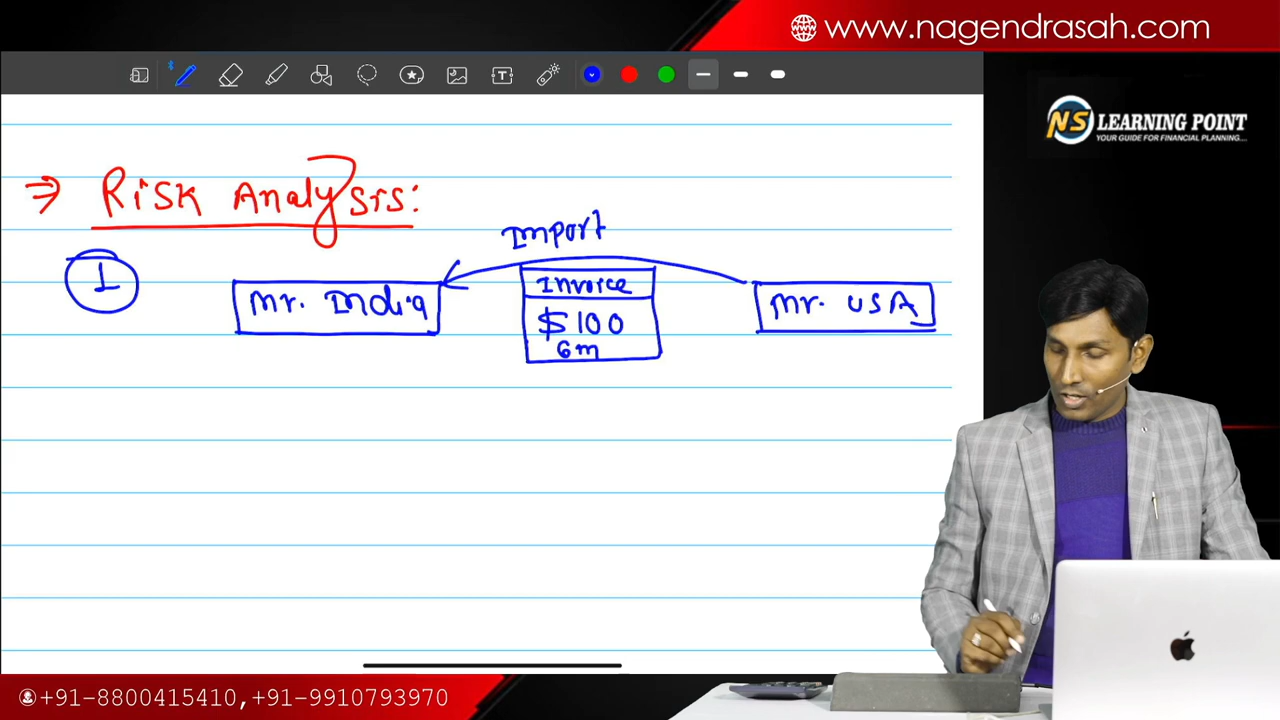 www.nagendrasah.com
NS LEARNING POINT
YOUR GUIDE FOR FINANCIAL PLANNING....
⇒ Risk Analysis:
1
Import
Mr. India
Invoice
$100
6m
Mr. USA
+91-8800415410,+91-9910793970